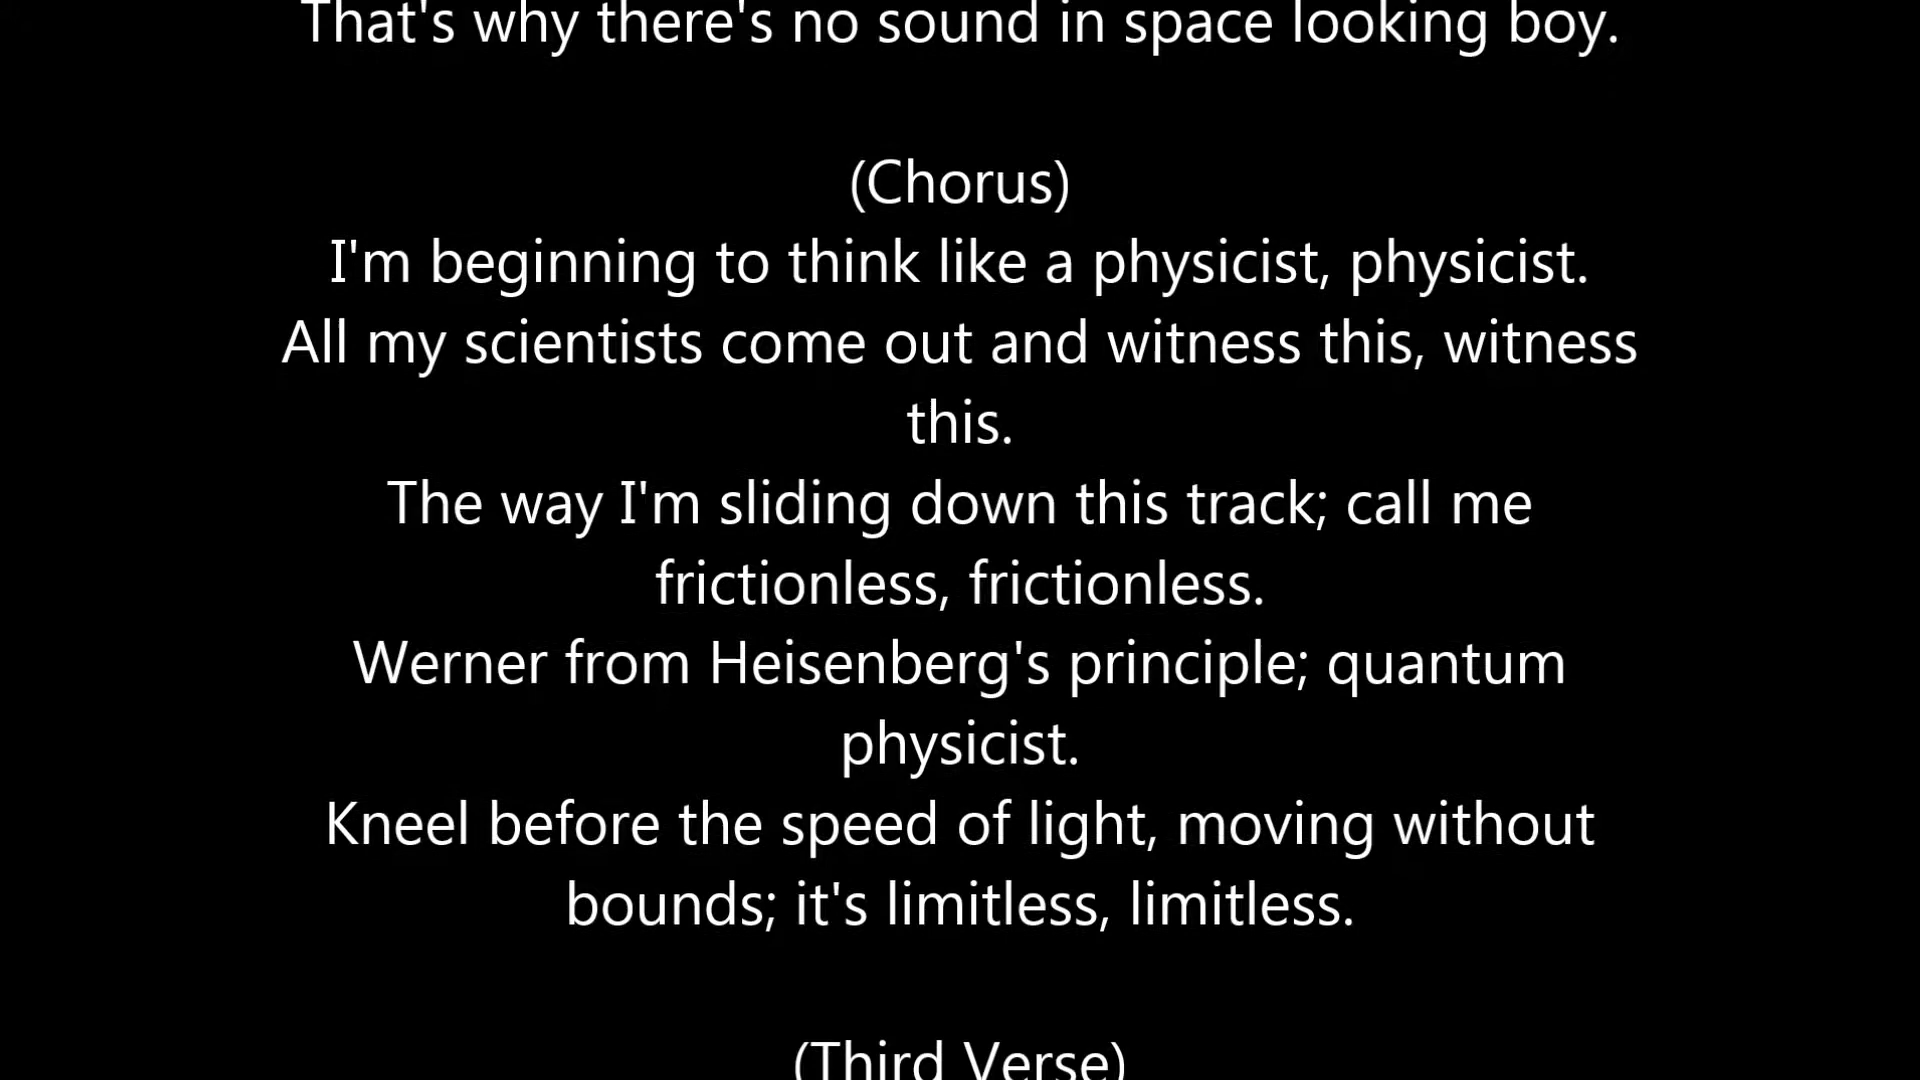 That's why there's no sound in space looking boy.
(Chorus)
I'm beginning to think like a physicist, physicist.
All my scientists come out and witness this, witness
this.
The way I'm sliding down this track; call me
frictionless, frictionless.
Werner from Heisenberg's principle; quantum
physicist.
Kneel before the speed of light, moving without
bounds; it's limitless, limitless.
(Third Verse)